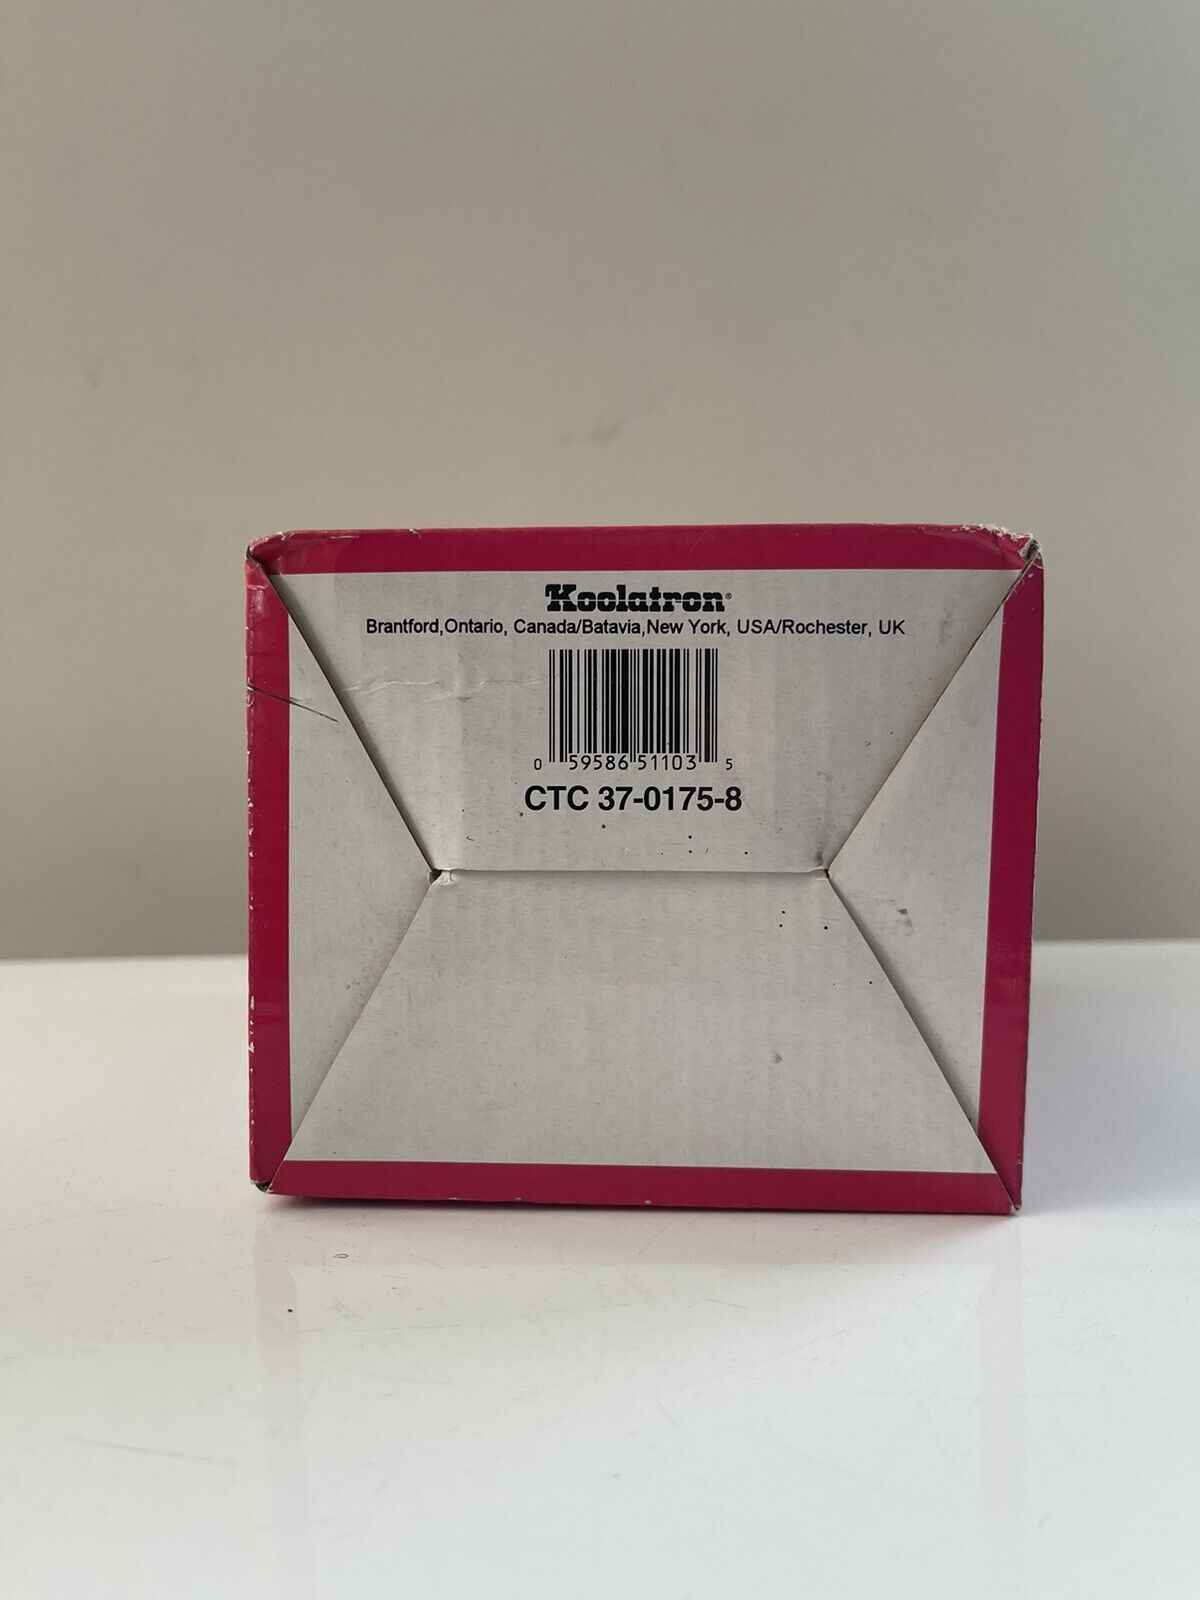 Koolatron®
Brantford,Ontario, Canada/Batavia,New York, USA/Rochester, UK
0 59586 51103 5
CTC 37-0175-8